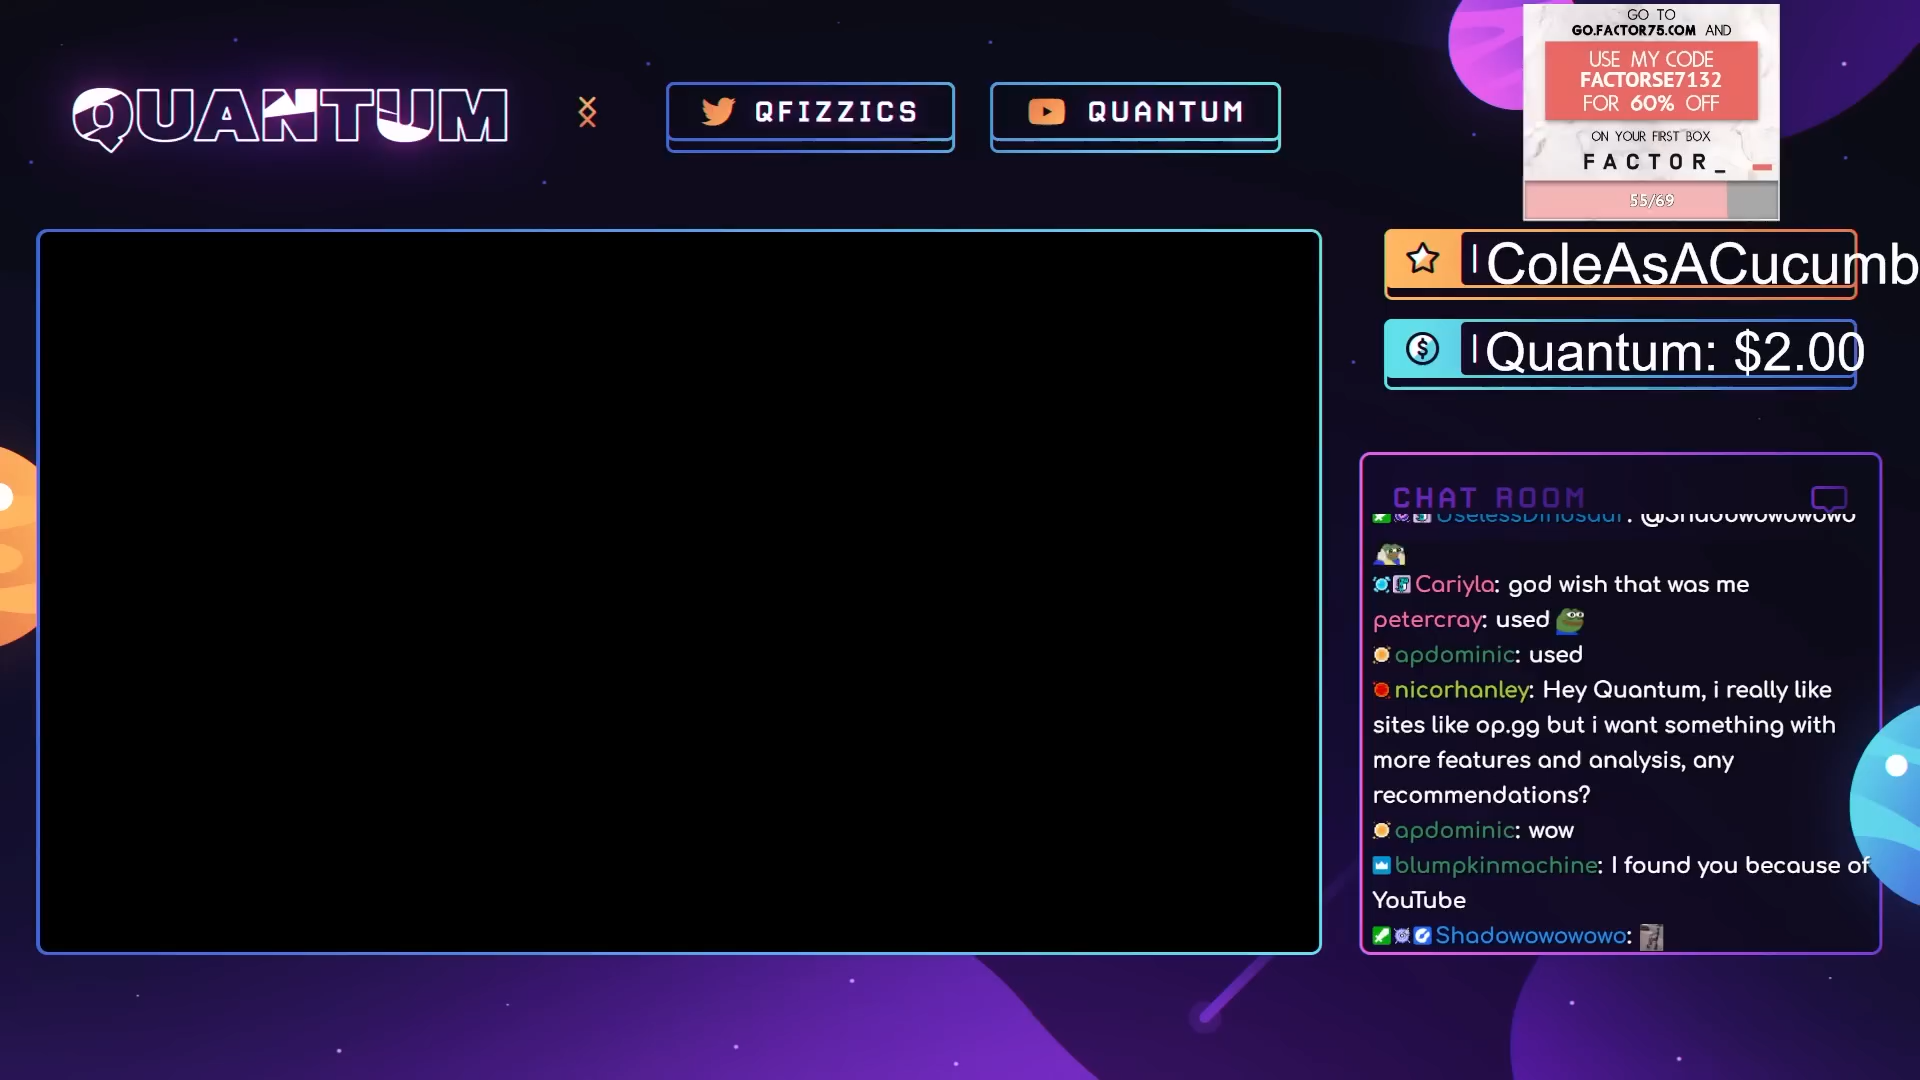 QUANTUM
QFIZZICS
QUANTUM
GO TO
GO.FACTOR75.COM AND
USE MY CODE
FACTORSE7132
FOR 60% OFF
ON YOUR FIRST BOX
FACTOR_
55/69
ColeAsACucumb
Quantum: $2.00
CHAT ROOM
UselessDinosaur: @Shadowowowowo
Cariyla: god wish that was me
petercray: used
apdominic: used
nicorhanley: Hey Quantum, i really like
sites like op.gg but i want something with
more features and analysis, any
recommendations?
apdominic: wow
blumpkinmachine: I found you because of
YouTube
Shadowowowowo: